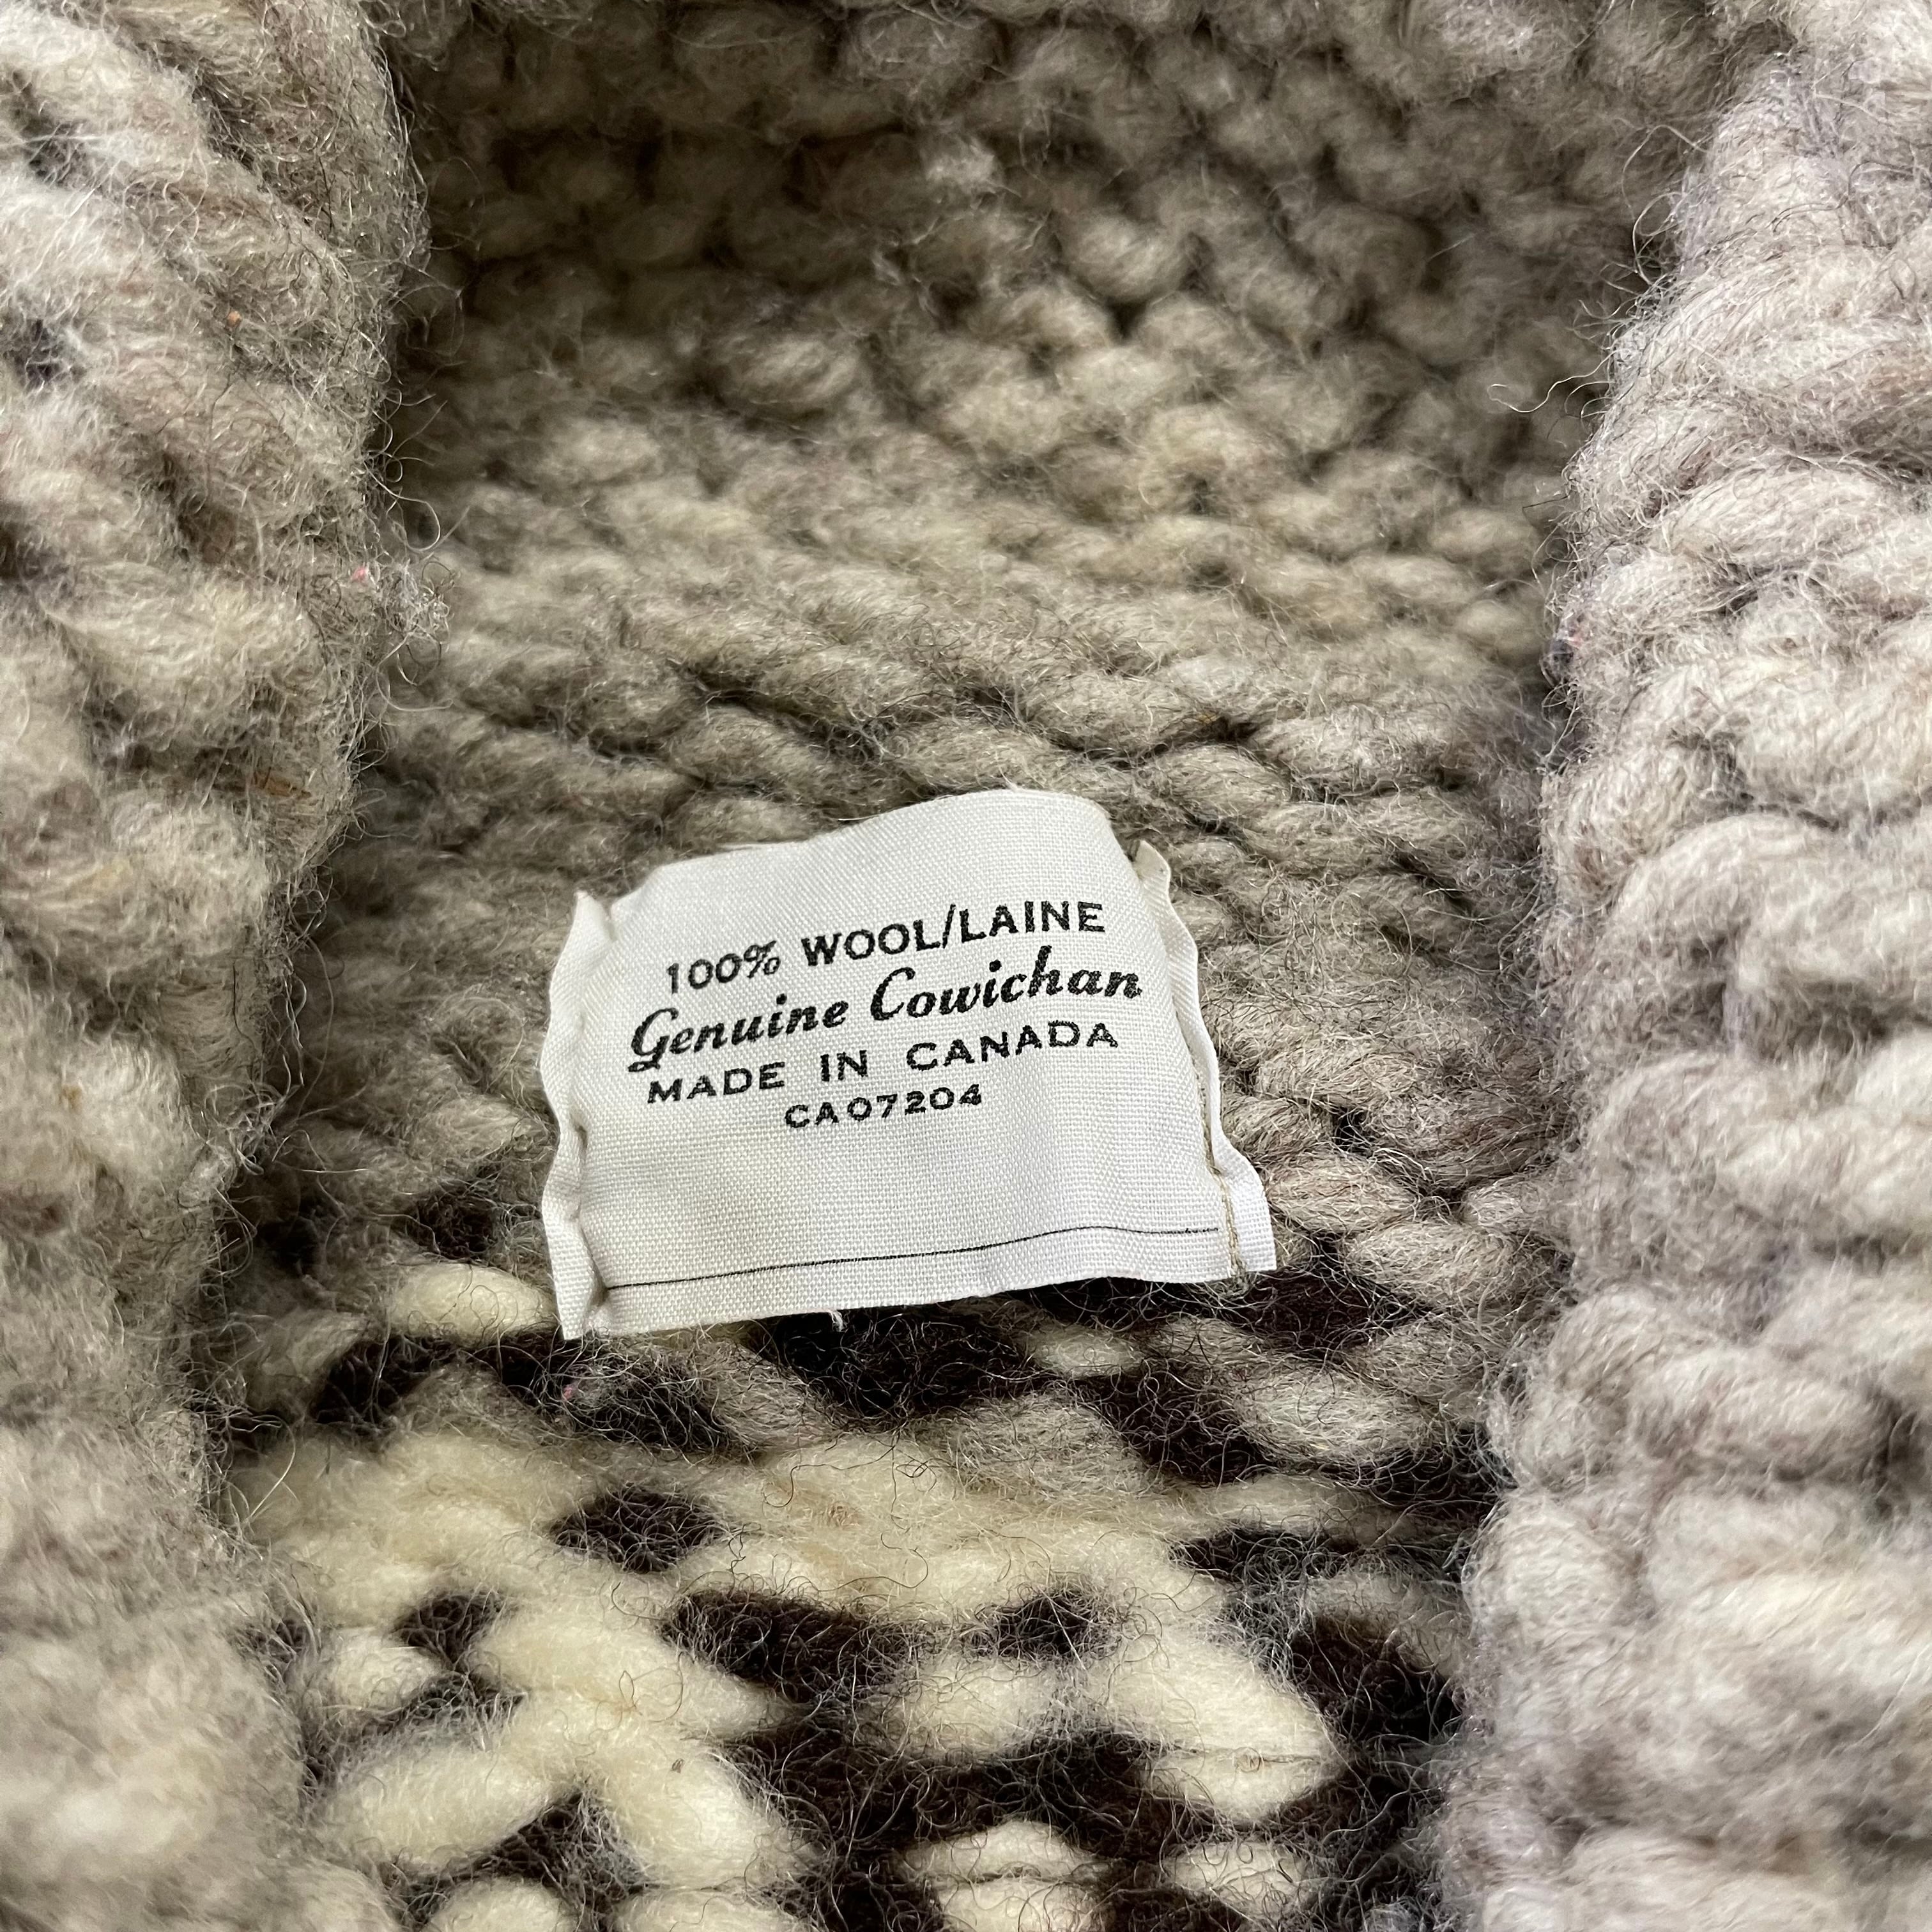 100% WOOL/LAINE
Genuine Cowichan
MADE IN CANADA
CA07204